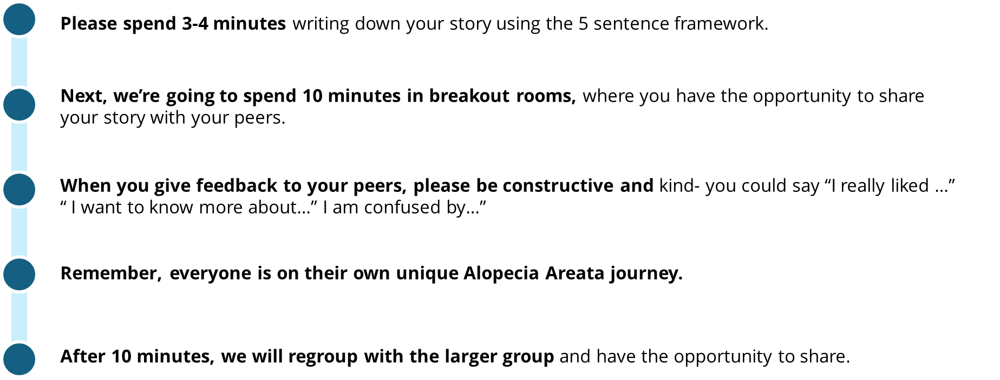 Please spend 3-4 minutes writing down your story using the 5 sentence framework.
Next, we’re going to spend 10 minutes in breakout rooms, where you have the opportunity to share
your story with your peers.
When you give feedback to your peers, please be constructive and kind- you could say “I really liked ...”
“ I want to know more about...” I am confused by...”
Remember, everyone is on their own unique Alopecia Areata journey.
After 10 minutes, we will regroup with the larger group and have the opportunity to share.